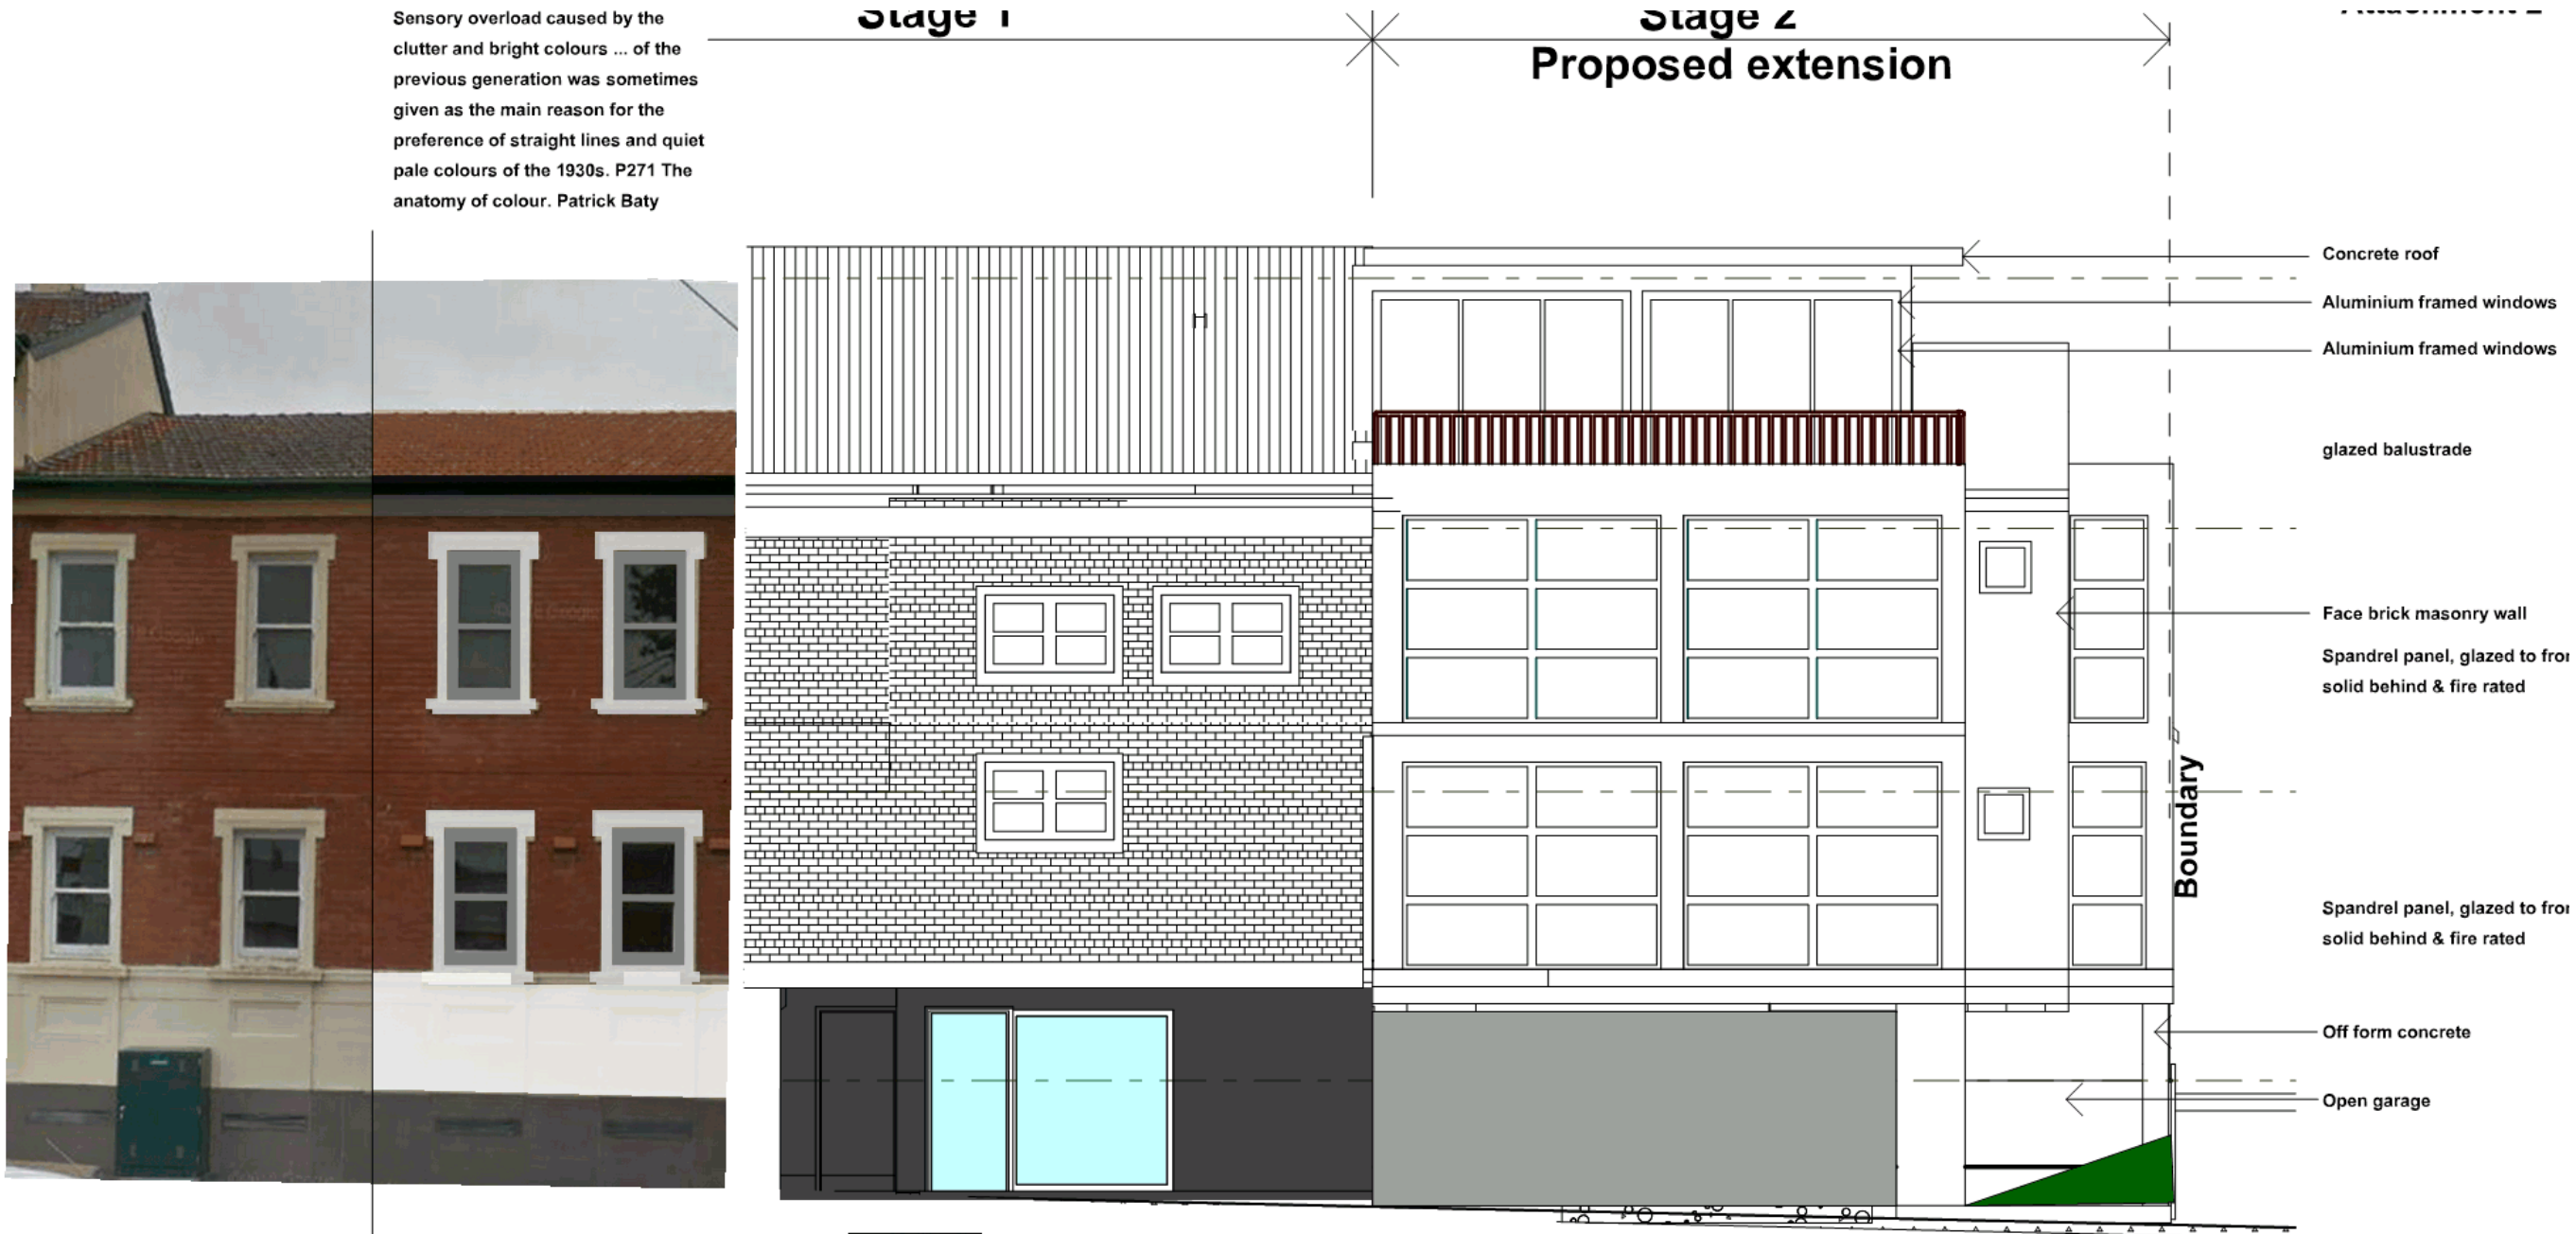 Sensory overload caused by the
clutter and bright colours ... of the
previous generation was sometimes
given as the main reason for the
preference of straight lines and quiet
pale colours of the 1930s. P271 The
anatomy of colour. Patrick Baty
Stage 1
Stage 2
Proposed extension
Concrete roof
Aluminium framed windows
Aluminium framed windows
glazed balustrade
Face brick masonry wall
Spandrel panel, glazed to fron
solid behind & fire rated
Boundary
Spandrel panel, glazed to fron
solid behind & fire rated
Off form concrete
Open garage